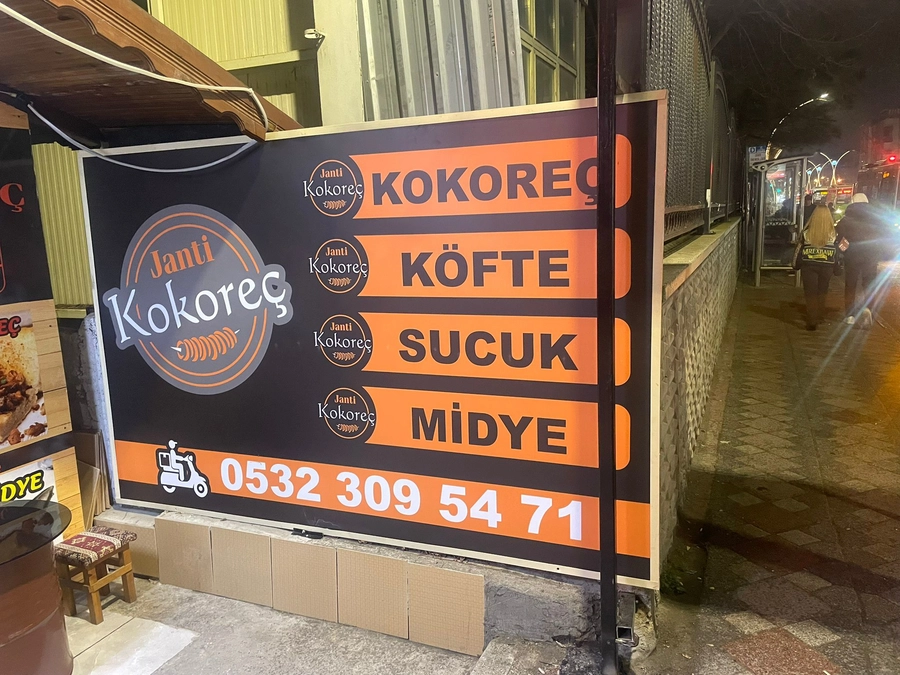 Janti
Kokoreç
Janti
Kokoreç
KOKOREÇ
Janti
Kokoreç
KÖFTE
Janti
Kokoreç
SUCUK
Janti
Kokoreç
MİDYE
0532 309 54 71